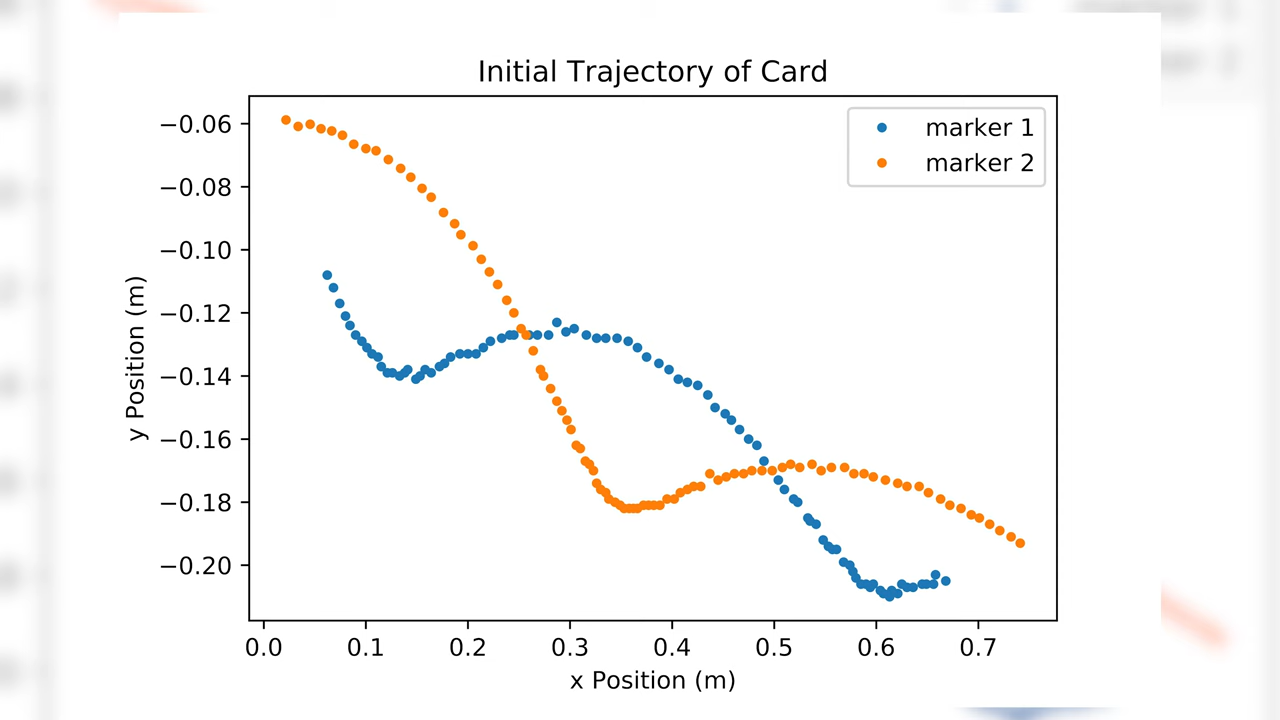 Initial Trajectory of Card
marker 1
marker 2
−0.06
−0.08
−0.10
−0.12
−0.14
−0.16
−0.18
−0.20
y Position (m)
0.0 0.1 0.2 0.3 0.4 0.5 0.6 0.7
x Position (m)